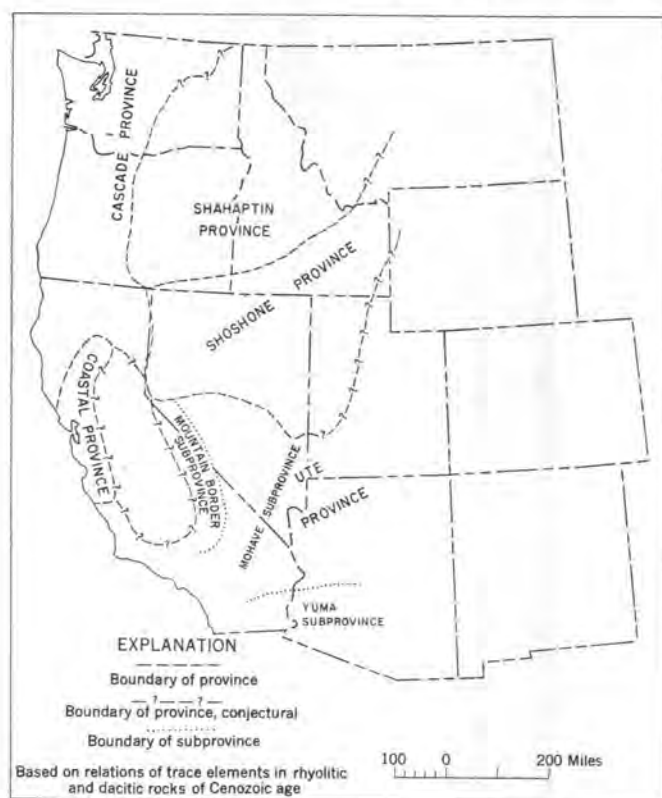 CASCADE PROVINCE
SHAHAPTIN
PROVINCE
SHOSHONE PROVINCE
COASTAL PROVINCE
MOUNTAIN BORDER
SUBPROVINCE
MOHAVE SUBPROVINCE
UTE
PROVINCE
YUMA
SUBPROVINCE
EXPLANATION
Boundary of province
— ? — — ? —
Boundary of province, conjectural
Boundary of subprovince
Based on relations of trace elements in rhyolitic
and dacitic rocks of Cenozoic age
100 0 200 Miles